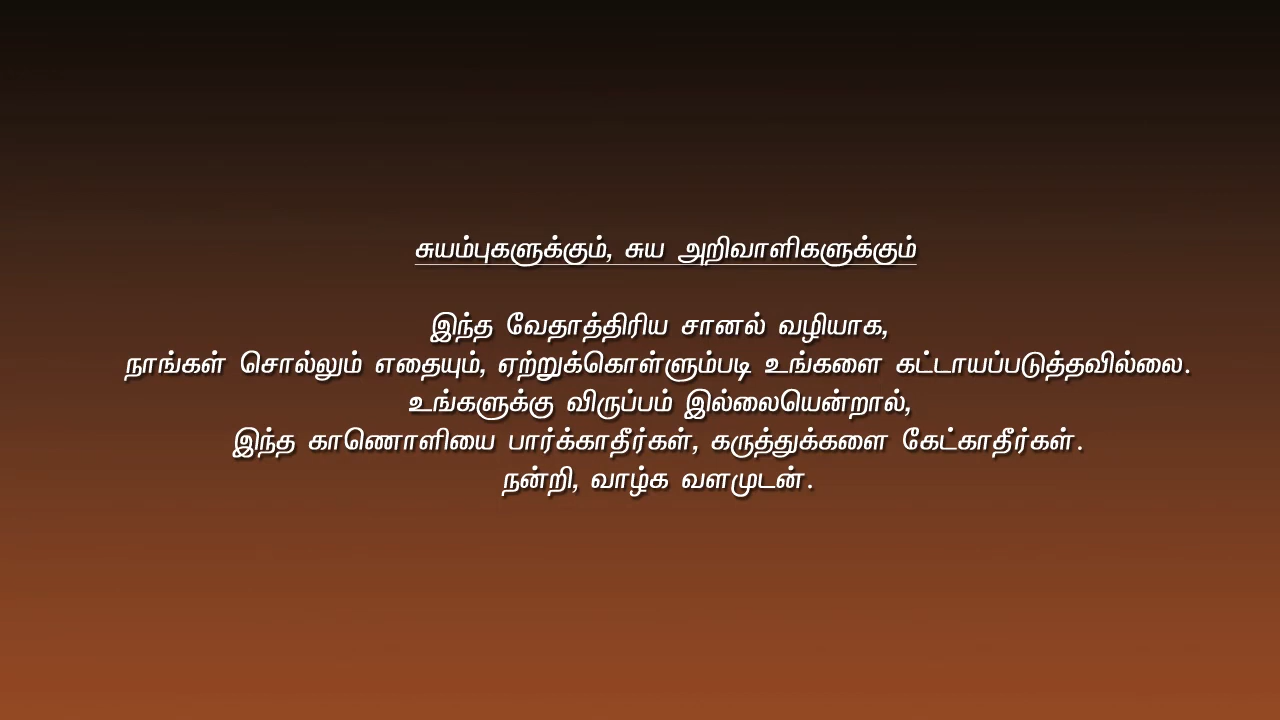 சுயம்புகளுக்கும், சுய அறிவாளிகளுக்கும்
இந்த வேதாத்திரிய சானல் வழியாக,
நாங்கள் சொல்லும் எதையும், ஏற்றுக்கொள்ளும்படி உங்களை கட்டாயப்படுத்தவில்லை.
உங்களுக்கு விருப்பம் இல்லையென்றால்,
இந்த காணொளியை பார்க்காதீர்கள், கருத்துக்களை கேட்காதீர்கள்.
நன்றி, வாழ்க வளமுடன்.